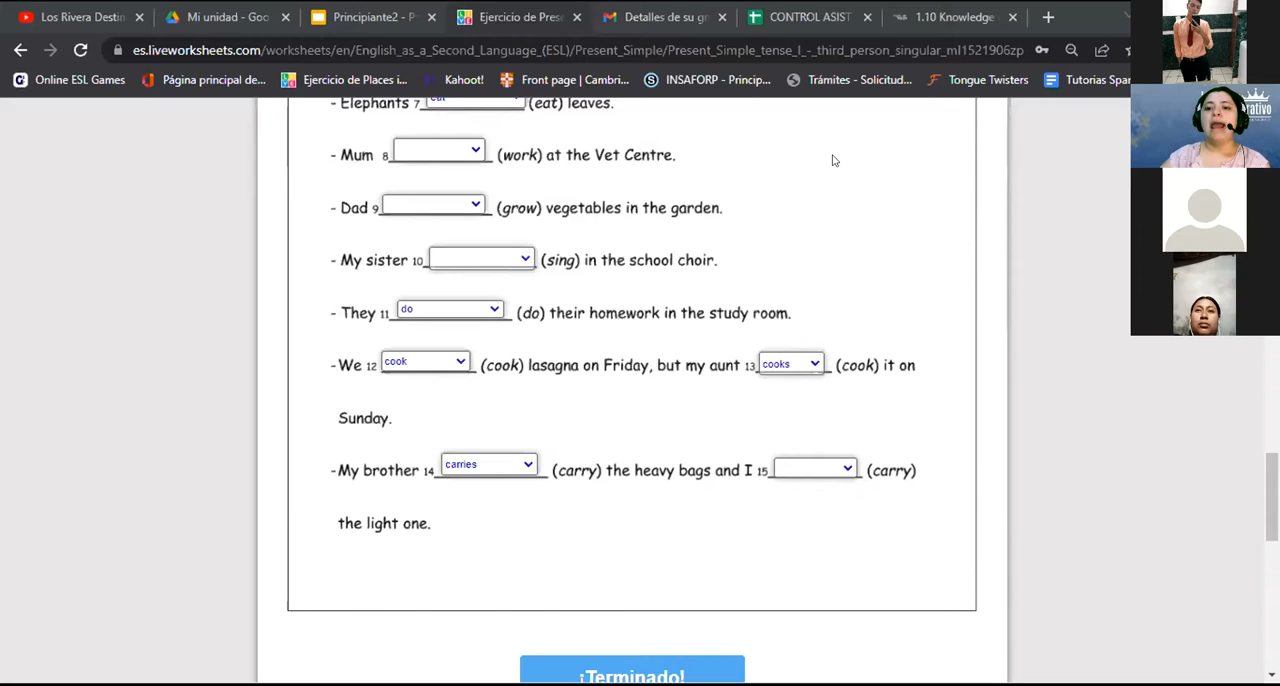 Los Rivera Destin
Mi unidad - Goo
Principiante2 - P
Ejercicio de Prese
Detalles de su gr
CONTROL ASIST
1.10 Knowledge
es.liveworksheets.com/worksheets/en/English_as_a_Second_Language_(ESL)/Present_Simple/Present_Simple_tense_I_-_third_person_singular_ml1521906zp
Online ESL Games
Página principal de...
Ejercicio de Places i...
Kahoot!
Front page | Cambri...
INSAFORP - Princip...
Trámites - Solicitud...
Tongue Twisters
Tutorias Spar
- Elephants 7 eat (eat) leaves.
- Mum 8 (work) at the Vet Centre.
- Dad 9 (grow) vegetables in the garden.
- My sister 10 (sing) in the school choir.
- They 11 do (do) their homework in the study room.
- We 12 cook (cook) lasagna on Friday, but my aunt 13 cooks (cook) it on
Sunday.
- My brother 14 carries (carry) the heavy bags and I 15 (carry)
the light one.
¡Terminado!